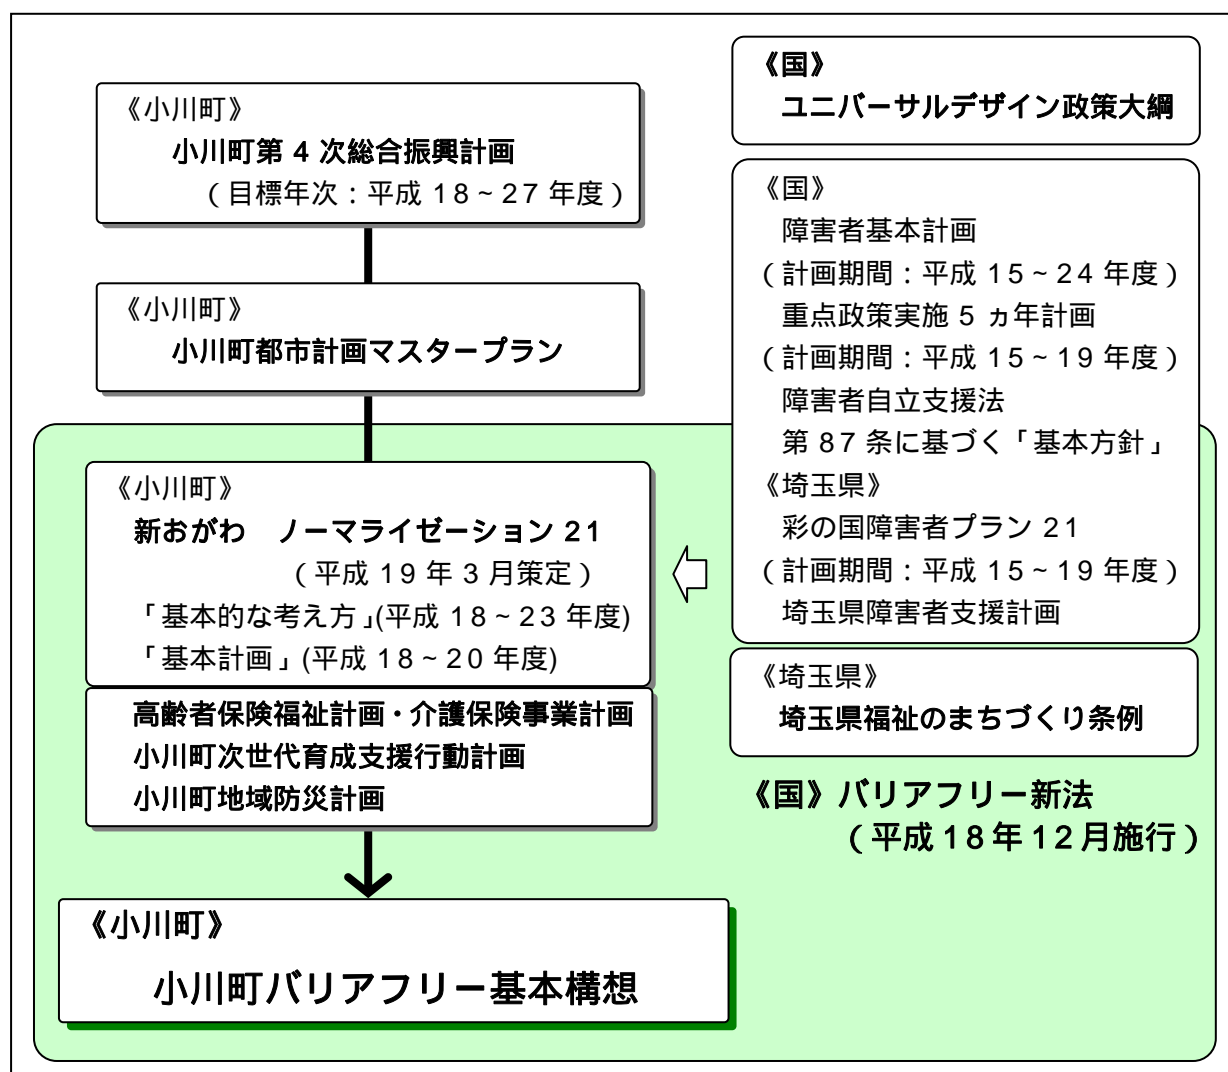 《小川町》
小川町第4次総合振興計画
（目標年次：平成18～27年度）
《小川町》
小川町都市計画マスタープラン
《小川町》
新おがわ　ノーマライゼーション21
（平成19年3月策定）
「基本的な考え方」(平成18～23年度)
「基本計画」(平成18～20年度)
高齢者保険福祉計画・介護保険事業計画
小川町次世代育成支援行動計画
小川町地域防災計画
《小川町》
小川町バリアフリー基本構想
《国》
ユニバーサルデザイン政策大綱
《国》
障害者基本計画
（計画期間：平成15～24年度）
重点政策実施5ヵ年計画
（計画期間：平成15～19年度）
障害者自立支援法
第87条に基づく「基本方針」
《埼玉県》
彩の国障害者プラン21
（計画期間：平成15～19年度）
埼玉県障害者支援計画
《埼玉県》
埼玉県福祉のまちづくり条例
《国》バリアフリー新法
（平成18年12月施行）